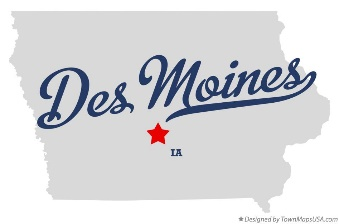 Des Moines
IA
★Designed by TownMapsUSA.com